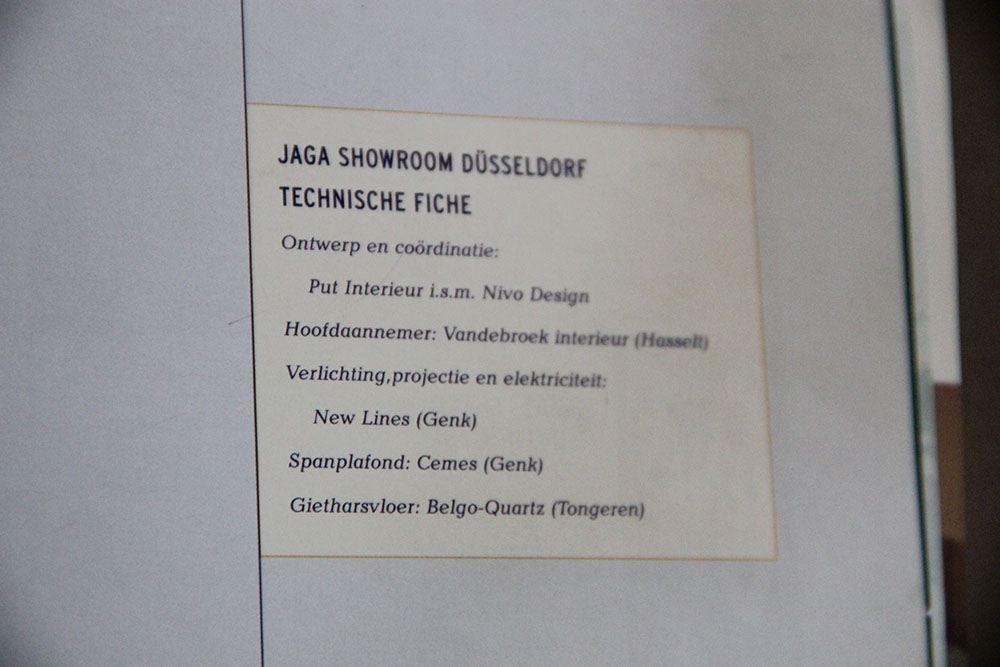 JAGA SHOWROOM DÜSSELDORF
TECHNISCHE FICHE
Ontwerp en coördinatie:
Put Interieur i.s.m. Nivo Design
Hoofdaannemer: Vandebroek interieur (Hasselt)
Verlichting,projectie en elektriciteit:
New Lines (Genk)
Spanplafond: Cemes (Genk)
Gietharsvloer: Belgo-Quartz (Tongeren)